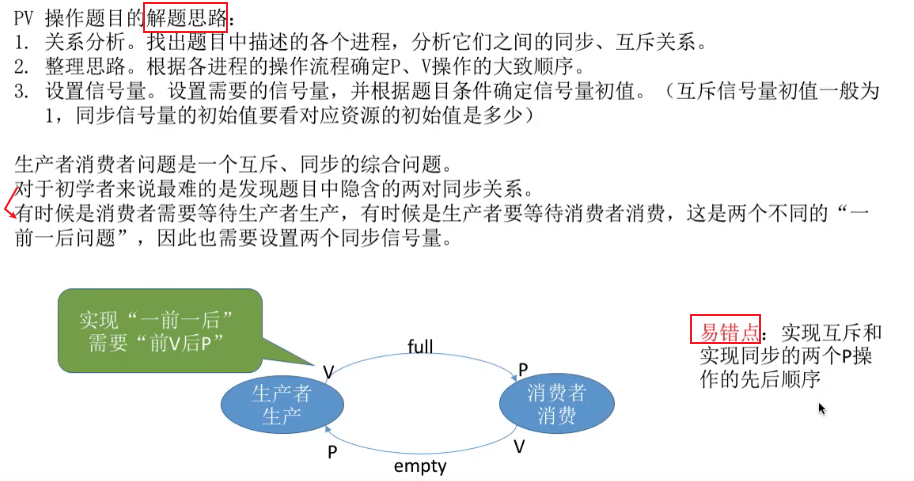 PV 操作题目的解题思路：
1. 关系分析。找出题目中描述的各个进程，分析它们之间的同步、互斥关系。
2. 整理思路。根据各进程的操作流程确定P、V操作的大致顺序。
3. 设置信号量。设置需要的信号量，并根据题目条件确定信号量初值。（互斥信号量初值一般为
1，同步信号量的初始值要看对应资源的初始值是多少）
生产者消费者问题是一个互斥、同步的综合问题。
对于初学者来说最难的是发现题目中隐含的两对同步关系。
有时候是消费者需要等待生产者生产，有时候是生产者要等待消费者消费，这是两个不同的“一
前一后问题”，因此也需要设置两个同步信号量。
实现“一前一后”
需要“前V后P”
full
V
P
生产者
生产
消费者
消费
P
V
empty
易错点：实现互斥和
实现同步的两个P操
作的先后顺序